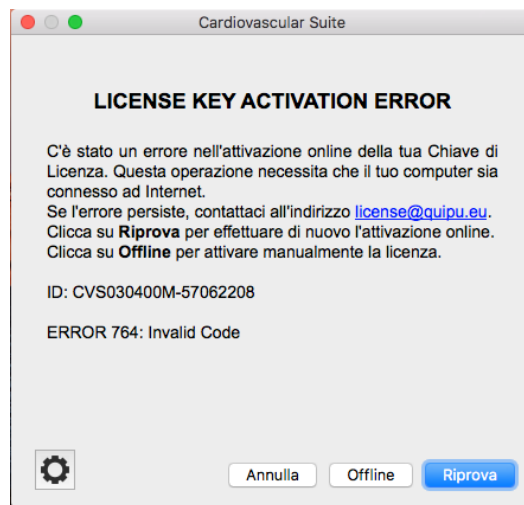 Cardiovascular Suite
LICENSE KEY ACTIVATION ERROR
C'è stato un errore nell'attivazione online della tua Chiave di
Licenza. Questa operazione necessita che il tuo computer sia
connesso ad Internet.
Se l'errore persiste, contattaci all'indirizzo license@quipu.eu.
Clicca su Riprova per effettuare di nuovo l'attivazione online.
Clicca su Offline per attivare manualmente la licenza.
ID: CVS030400M-57062208
ERROR 764: Invalid Code
Annulla Offline Riprova